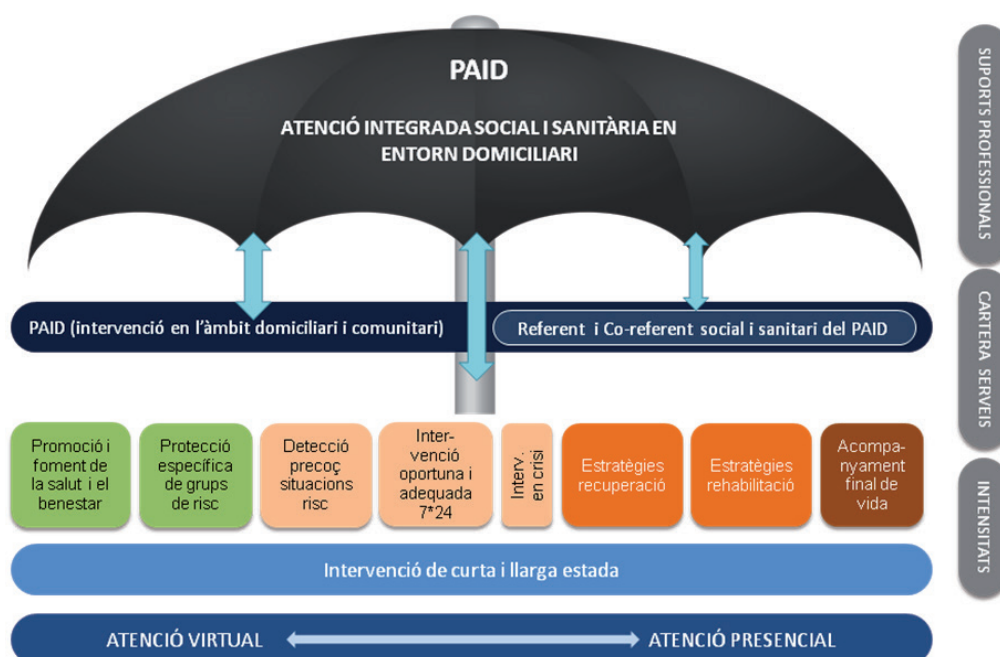 PAID
ATENCIÓ INTEGRADA SOCIAL I SANITÀRIA EN
ENTORN DOMICILIARI
PAID (intervenció en l'àmbit domiciliari i comunitari)
Referent i Co-referent social i sanitari del PAID
Promoció i
foment de
la salut i el
benestar
Protecció
específica
de grups
de risc
Detecció
precoç
situacions
risc
Inter-
venció
oportuna i
adequada
7*24
Interv.
en crisi
Estratègies
recuperació
Estratègies
rehabilitació
Acompa-
nyament
final de
vida
Intervenció de curta i llarga estada
ATENCIÓ VIRTUAL
ATENCIÓ PRESENCIAL
SUPORTS PROFESSIONALS
CARTERA SERVEIS
INTENSITATS